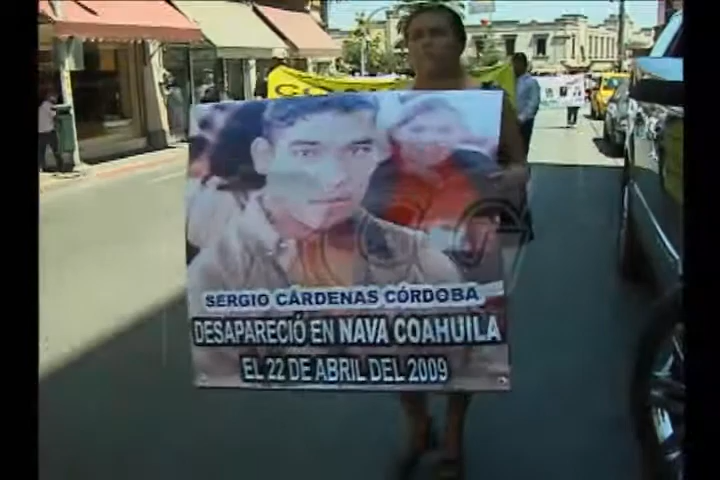 SERGIO CÁRDENAS CÓRDOBA
DESAPARECIÓ EN NAVA COAHUILA
EL 22 DE ABRIL DEL 2009